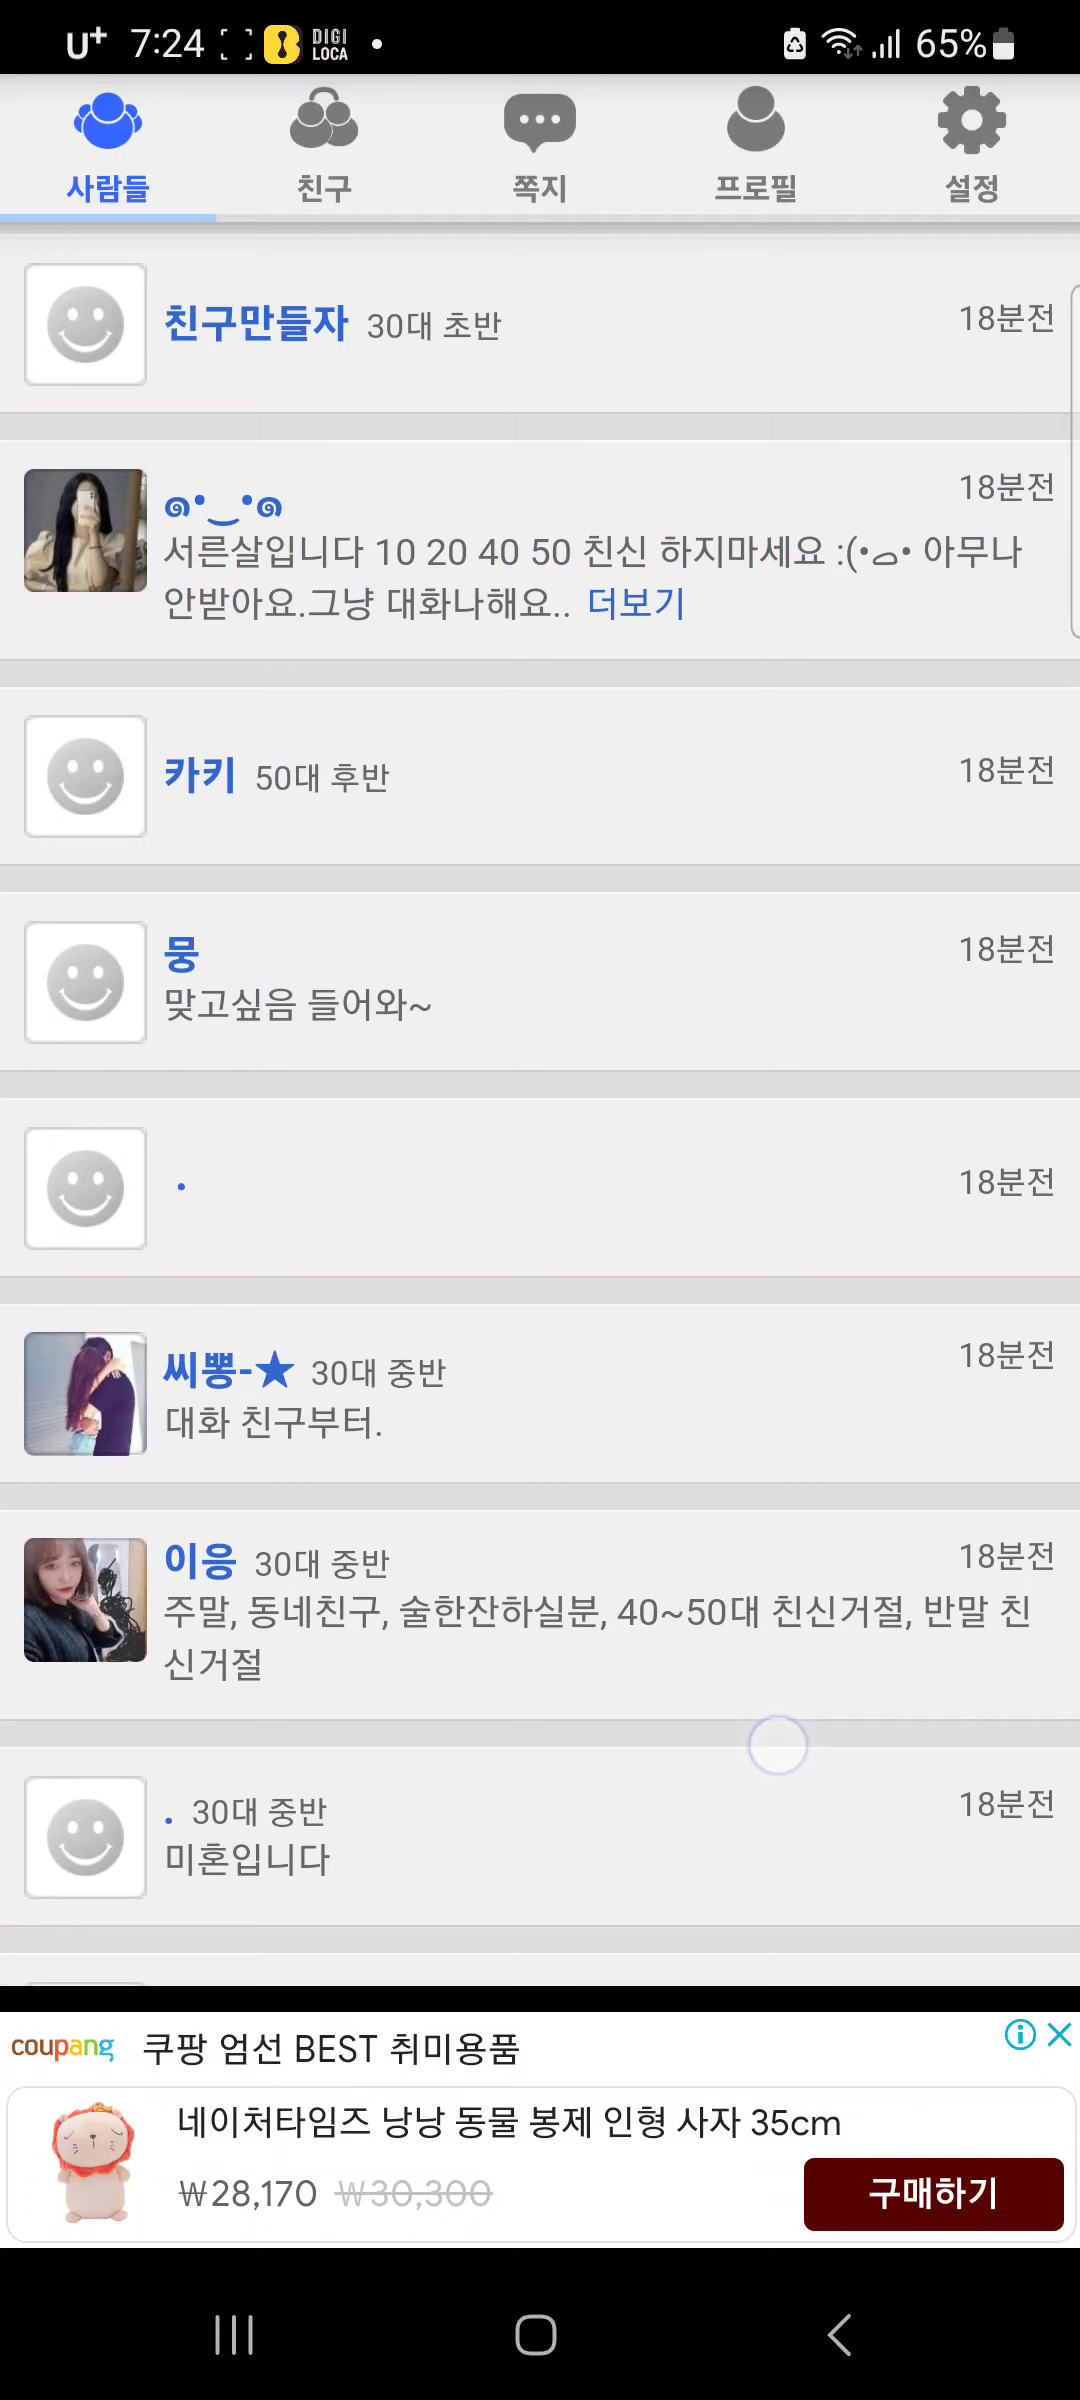 U+ 7:24 DIGI LOCA 65%
사람들 친구 쪽지 프로필 설정
친구만들자 30대 초반 18분전
๑•‿•๑ 18분전
서른살입니다 10 20 40 50 친신 하지마세요 :(•ᓇ• 아무나
안받아요.그냥 대화나해요.. 더보기
카키 50대 후반 18분전
뭉 18분전
맞고싶음 들어와~
. 18분전
씨뽕-★ 30대 중반 18분전
대화 친구부터.
이응 30대 중반 18분전
주말, 동네친구, 술한잔하실분, 40~50대 친신거절, 반말 친
신거절
. 30대 중반 18분전
미혼입니다
coupang 쿠팡 엄선 BEST 취미용품
네이처타임즈 낭낭 동물 봉제 인형 사자 35cm
₩28,170 ₩30,300 구매하기